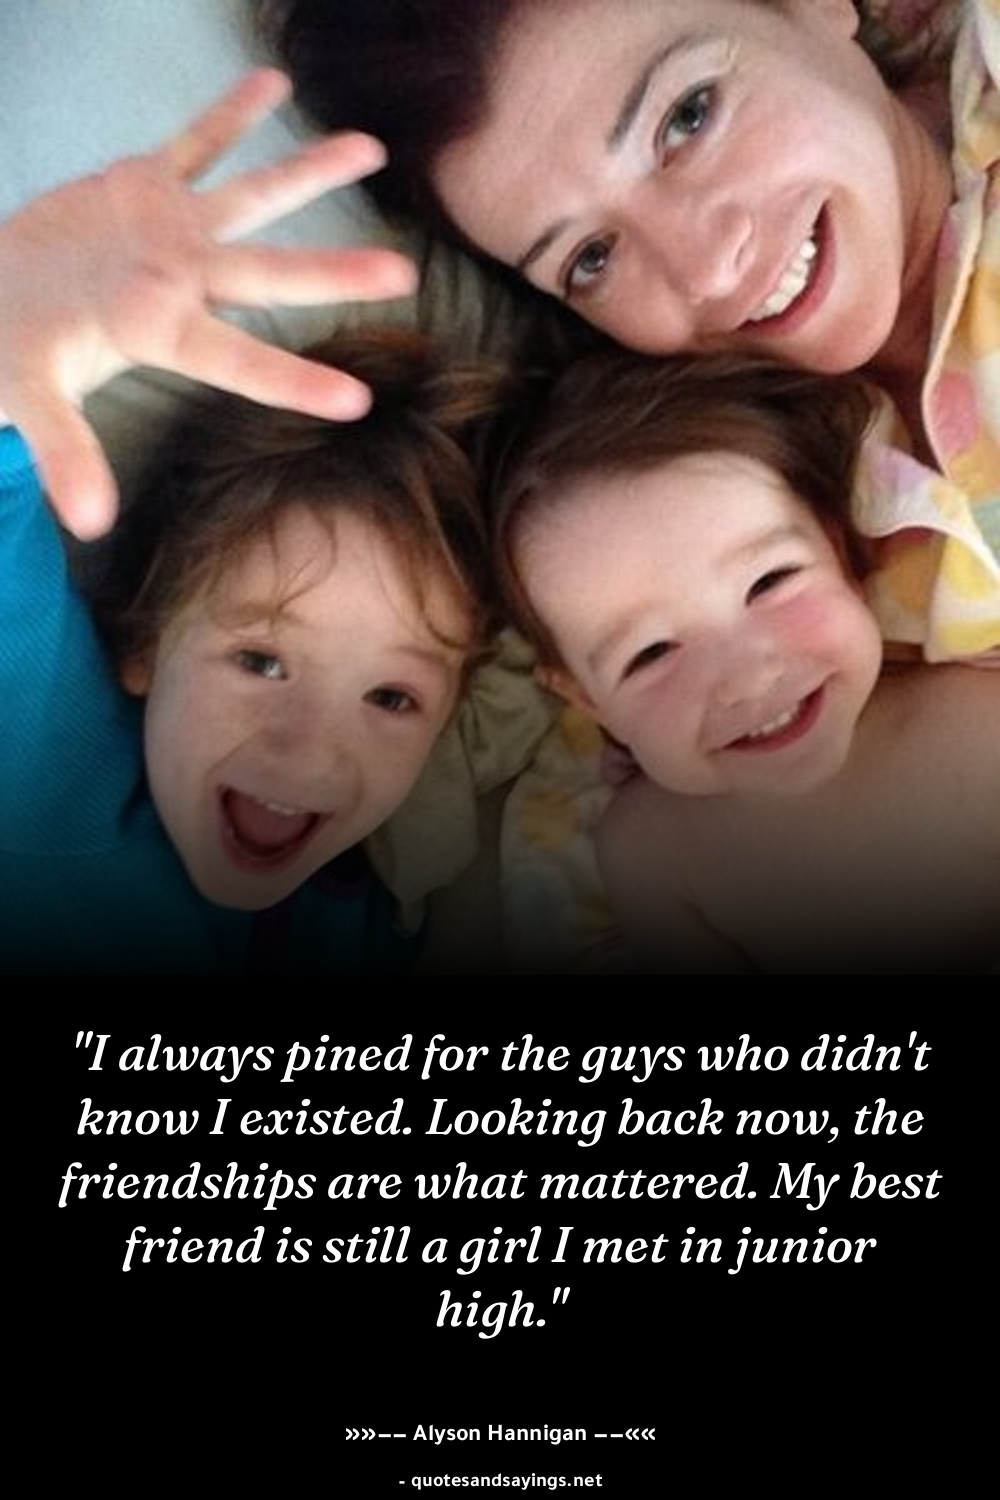 "I always pined for the guys who didn't
know I existed. Looking back now, the
friendships are what mattered. My best
friend is still a girl I met in junior
high."
»»–– Alyson Hannigan ––««
- quotesandsayings.net